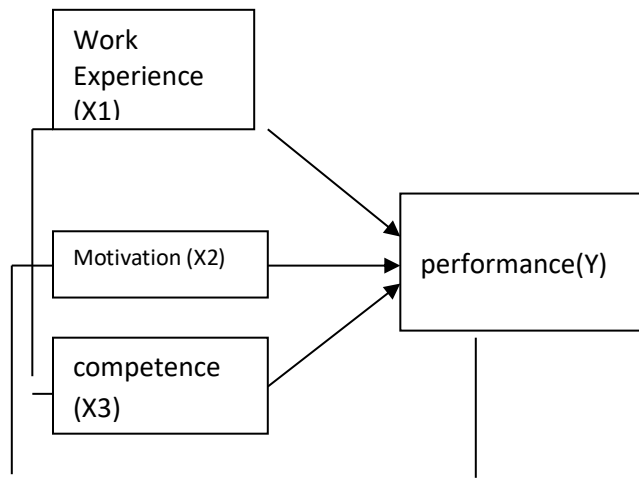 Work
Experience
(X1)
Motivation (X2)
performance(Y)
competence
(X3)